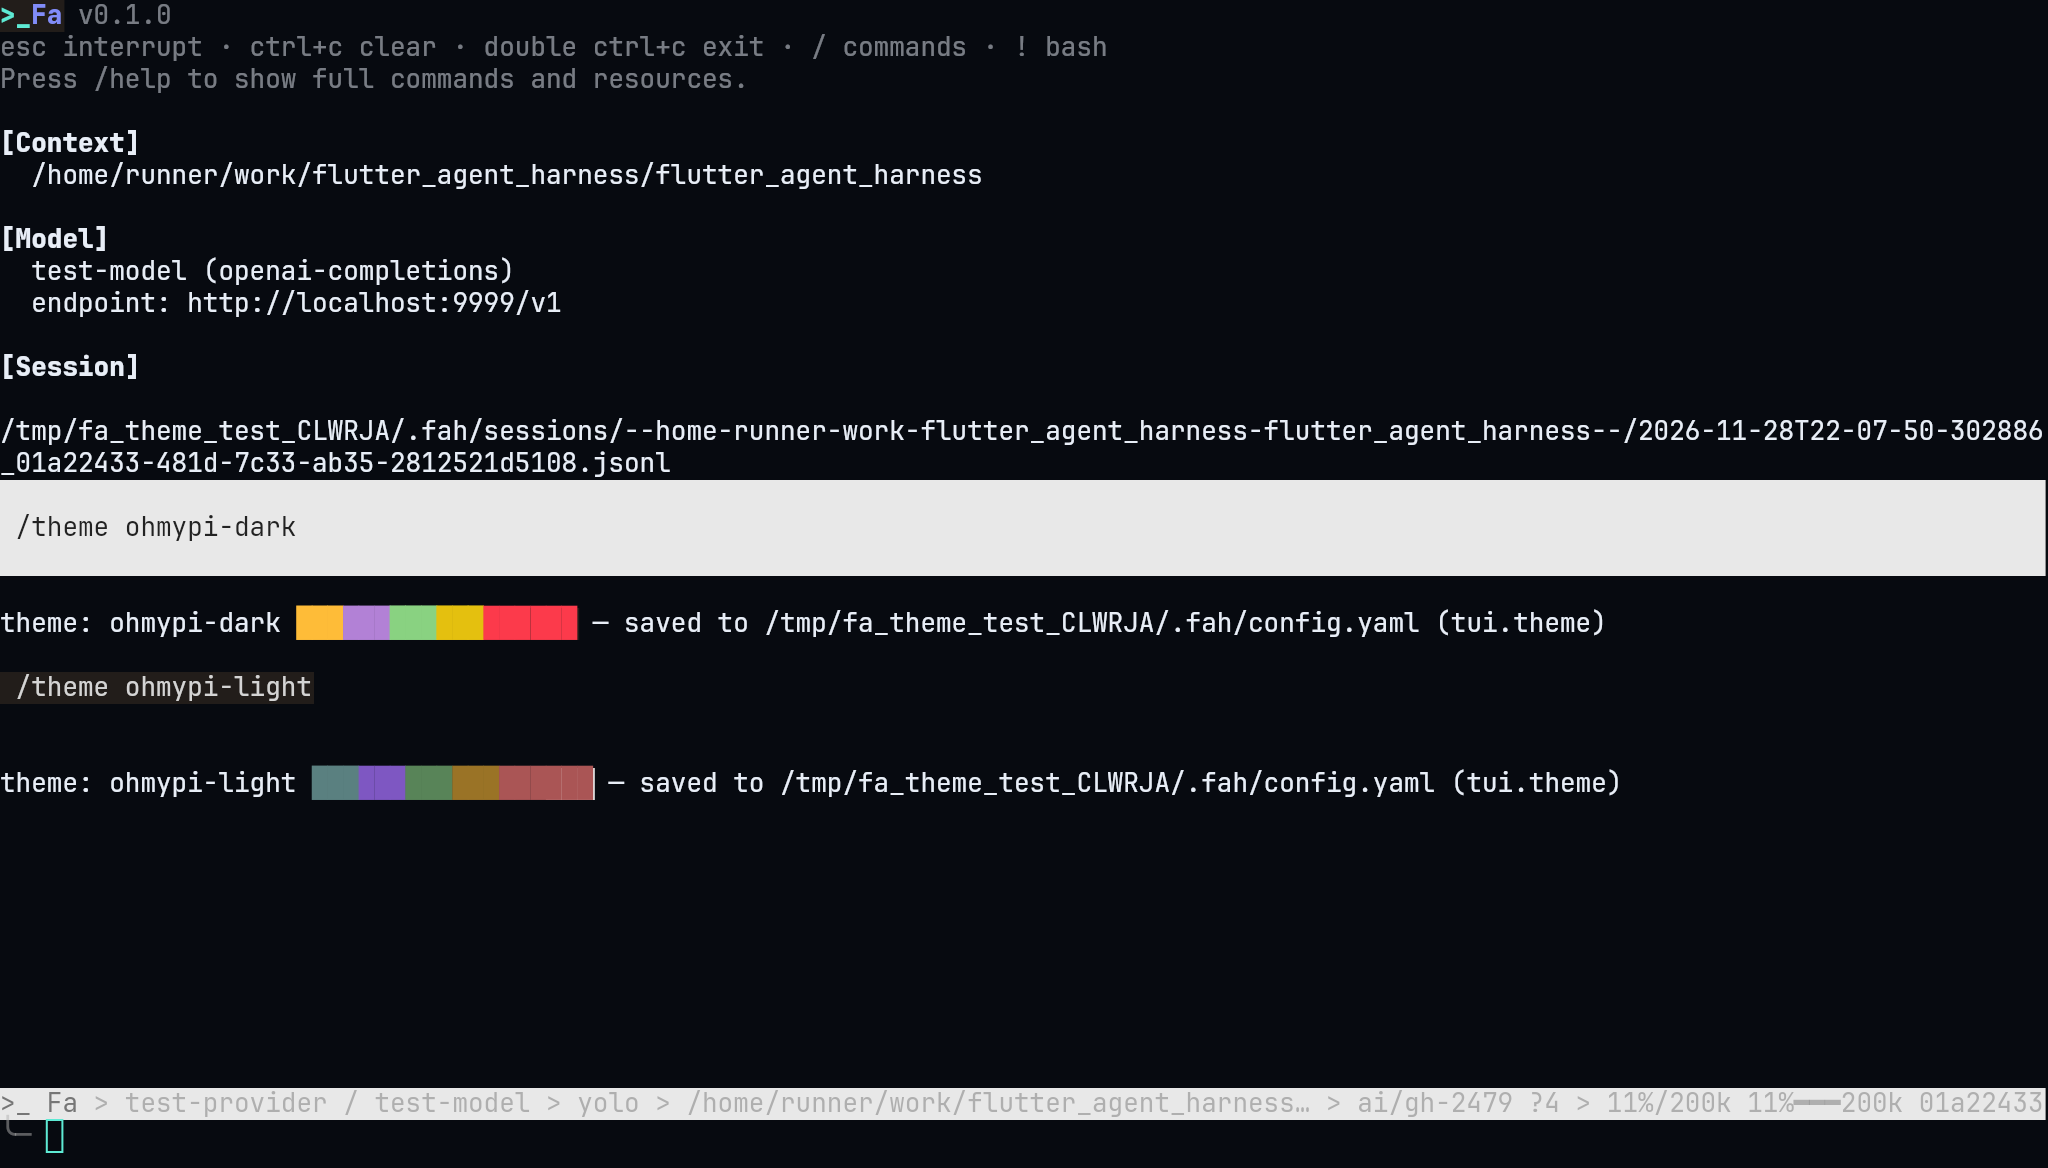 >_Fa v0.1.0
esc interrupt · ctrl+c clear · double ctrl+c exit · / commands · ! bash
Press /help to show full commands and resources.
[Context]
/home/runner/work/flutter_agent_harness/flutter_agent_harness
[Model]
test-model (openai-completions)
endpoint: http://localhost:9999/v1
[Session]
/tmp/fa_theme_test_CLWRJA/.fah/sessions/--home-runner-work-flutter_agent_harness-flutter_agent_harness--/2026-11-28T22-07-50-302886
_01a22433-481d-7c33-ab35-2812521d5108.jsonl
/theme ohmypi-dark
theme: ohmypi-dark — saved to /tmp/fa_theme_test_CLWRJA/.fah/config.yaml (tui.theme)
/theme ohmypi-light
theme: ohmypi-light — saved to /tmp/fa_theme_test_CLWRJA/.fah/config.yaml (tui.theme)
>_ Fa > test-provider / test-model > yolo > /home/runner/work/flutter_agent_harness… > ai/gh-2479 ?4 > 11%/200k 11%━━━200k 01a22433